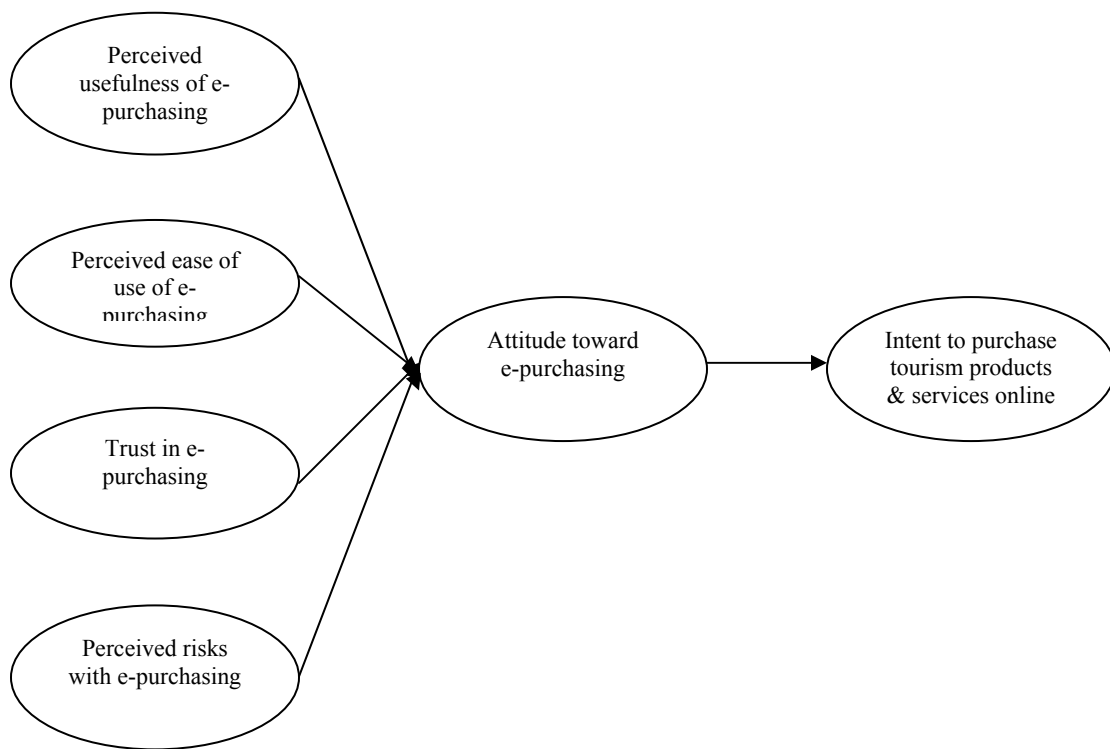 Perceived
usefulness of e-
purchasing
Perceived ease of
use of e-
purchasing
Trust in e-
purchasing
Perceived risks
with e-purchasing
Attitude toward
e-purchasing
Intent to purchase
tourism products
& services online